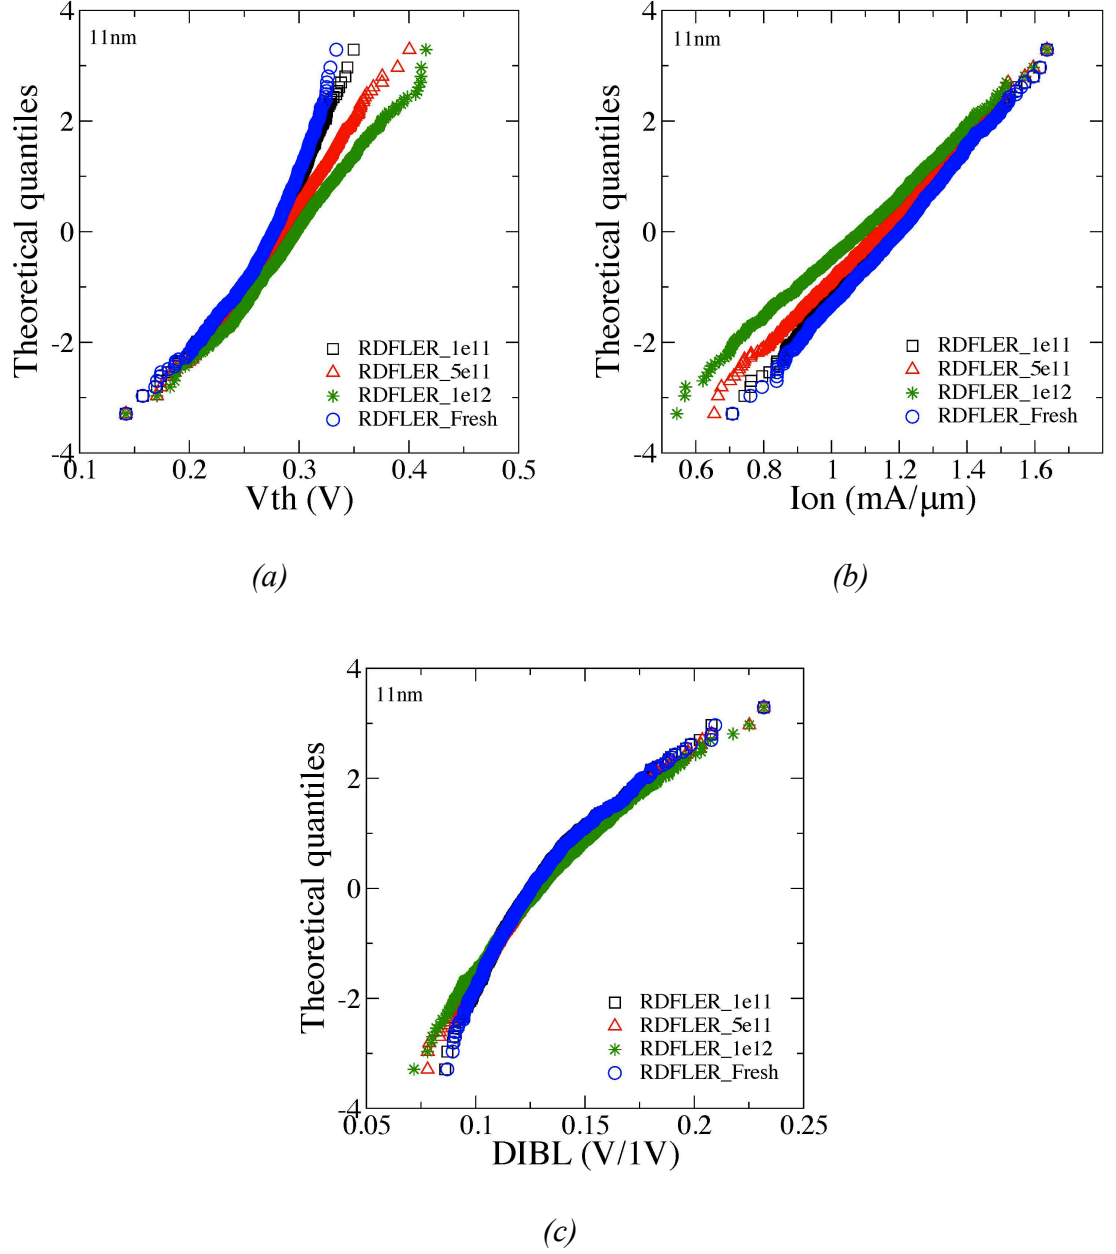 11nm
Theoretical quantiles
4
2
0
-2
-4
0.1 0.2 0.3 0.4 0.5
Vth (V)
RDFLER_1e11
RDFLER_5e11
RDFLER_1e12
RDFLER_Fresh
(a)
11nm
Theoretical quantiles
4
2
0
-2
-4
0.6 0.8 1 1.2 1.4 1.6
Ion (mA/μm)
RDFLER_1e11
RDFLER_5e11
RDFLER_1e12
RDFLER_Fresh
(b)
11nm
Theoretical quantiles
4
2
0
-2
-4
0.05 0.1 0.15 0.2 0.25
DIBL (V/1V)
RDFLER_1e11
RDFLER_5e11
RDFLER_1e12
RDFLER_Fresh
(c)